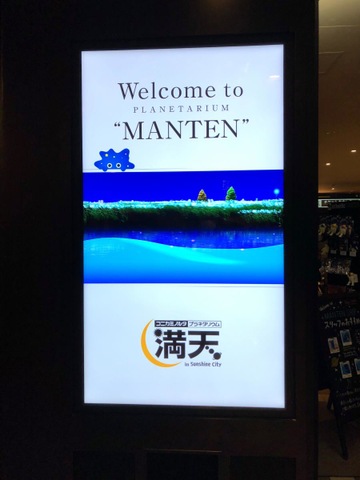 Welcome to
PLANETARIUM
“MANTEN”
コニカミノルタ プラネタリウム
満天
in Sunshine City